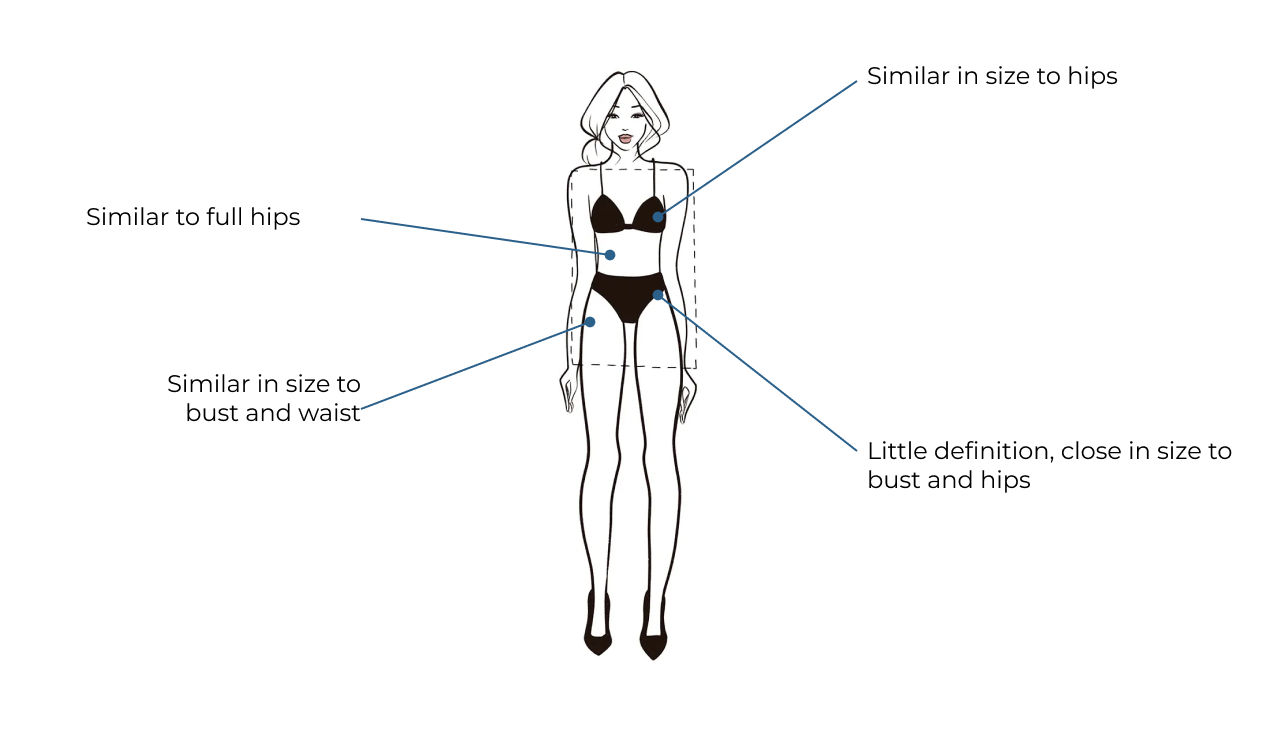 Similar in size to hips
Similar to full hips
Similar in size to
bust and waist
Little definition, close in size to
bust and hips